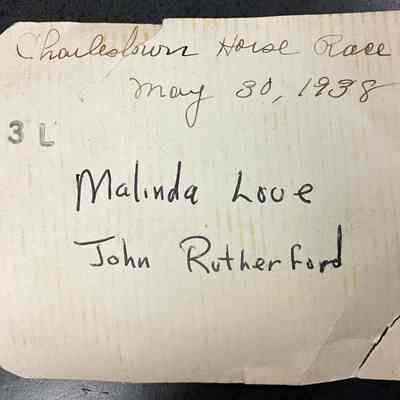 Charlestown Horse Race
May 30, 1938
3 L
Malinda Love
John Rutherford